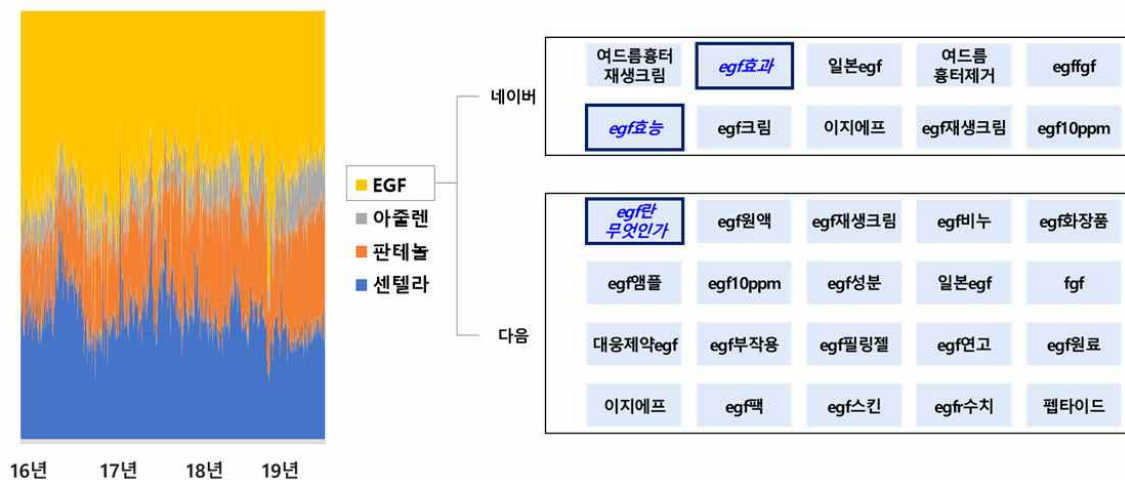 네이버
여드름흉터
재생크림
egf효과
일본egf
여드름
흉터제거
egffgf
egf효능
egf크림
이지에프
egf재생크림
egf10ppm
EGF
아줄렌
판테놀
센텔라
다음
egf란
무엇인가
egf원액
egf재생크림
egf비누
egf화장품
egf앰플
egf10ppm
egf성분
일본egf
fgf
대웅제약egf
egf부작용
egf필링젤
egf연고
egf원료
이지에프
egf팩
egf스킨
egfr수치
펩타이드
16년
17년
18년
19년